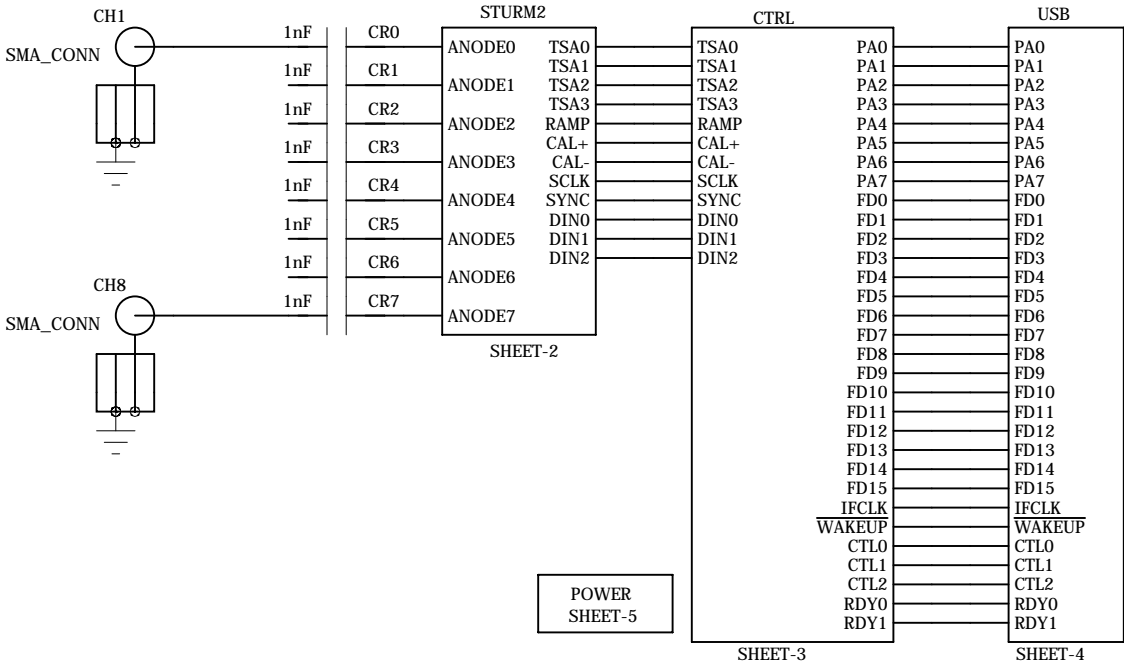 CH1 STURM2 CTRL USB
1nF CR0 ANODE0 TSA0 TSA0 PA0 PA0
SMA_CONN
TSA1 TSA1 PA1 PA1
1nF CR1 ANODE1 TSA2 TSA2 PA2 PA2
TSA3 TSA3 PA3 PA3
1nF CR2 ANODE2 RAMP RAMP PA4 PA4
CAL+ CAL+ PA5 PA5
1nF CR3 ANODE3 CAL- CAL- PA6 PA6
SCLK SCLK PA7 PA7
1nF CR4 ANODE4 SYNC SYNC FD0 FD0
DIN0 DIN0 FD1 FD1
1nF CR5 ANODE5 DIN1 DIN1 FD2 FD2
DIN2 DIN2 FD3 FD3
1nF CR6 ANODE6 FD4 FD4
CH8
FD5 FD5
1nF CR7 ANODE7 FD6 FD6
SMA_CONN
FD7 FD7
SHEET-2 FD8 FD8
FD9 FD9
FD10 FD10
FD11 FD11
FD12 FD12
FD13 FD13
FD14 FD14
FD15 FD15
IFCLK IFCLK
WAKEUP WAKEUP
CTL0 CTL0
CTL1 CTL1
CTL2 CTL2
POWER
SHEET-5
RDY0 RDY0
RDY1 RDY1
SHEET-3 SHEET-4